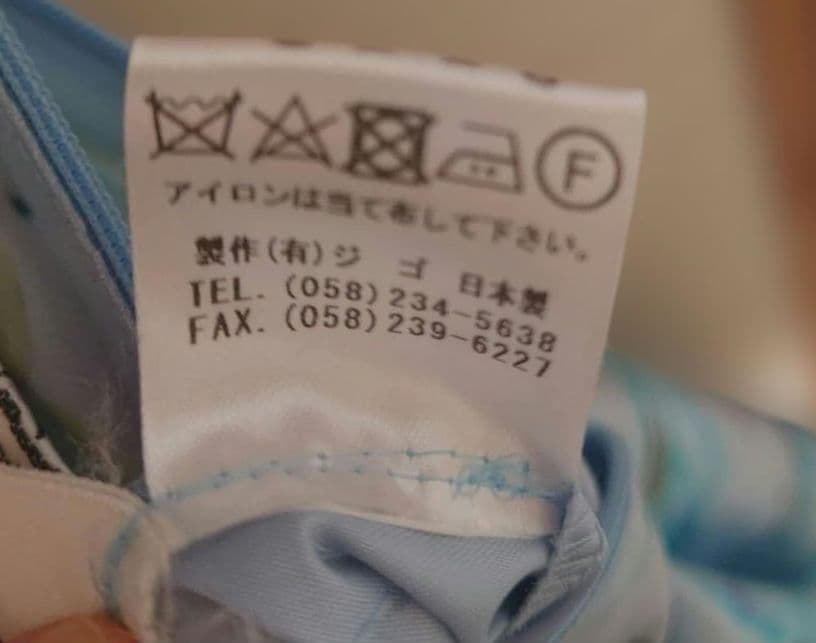 F
アイロンは当て布して下さい。
製作(有)ジ ゴ 日本製
TEL. (058)234-5638
FAX. (058)239-6227